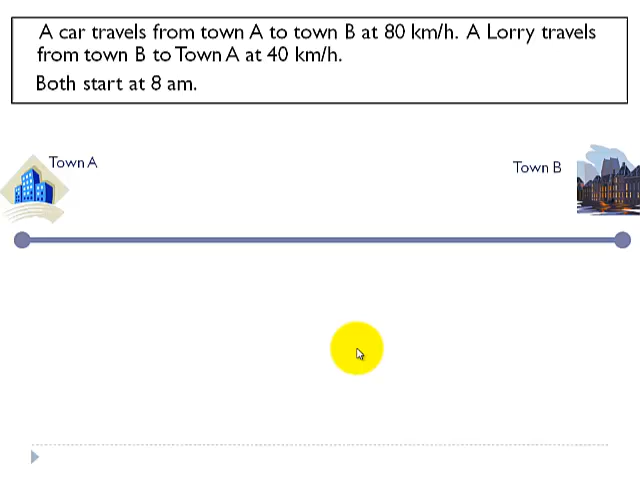 A car travels from town A to town B at 80 km/h. A Lorry travels
from town B to Town A at 40 km/h.
Both start at 8 am.
Town A
Town B